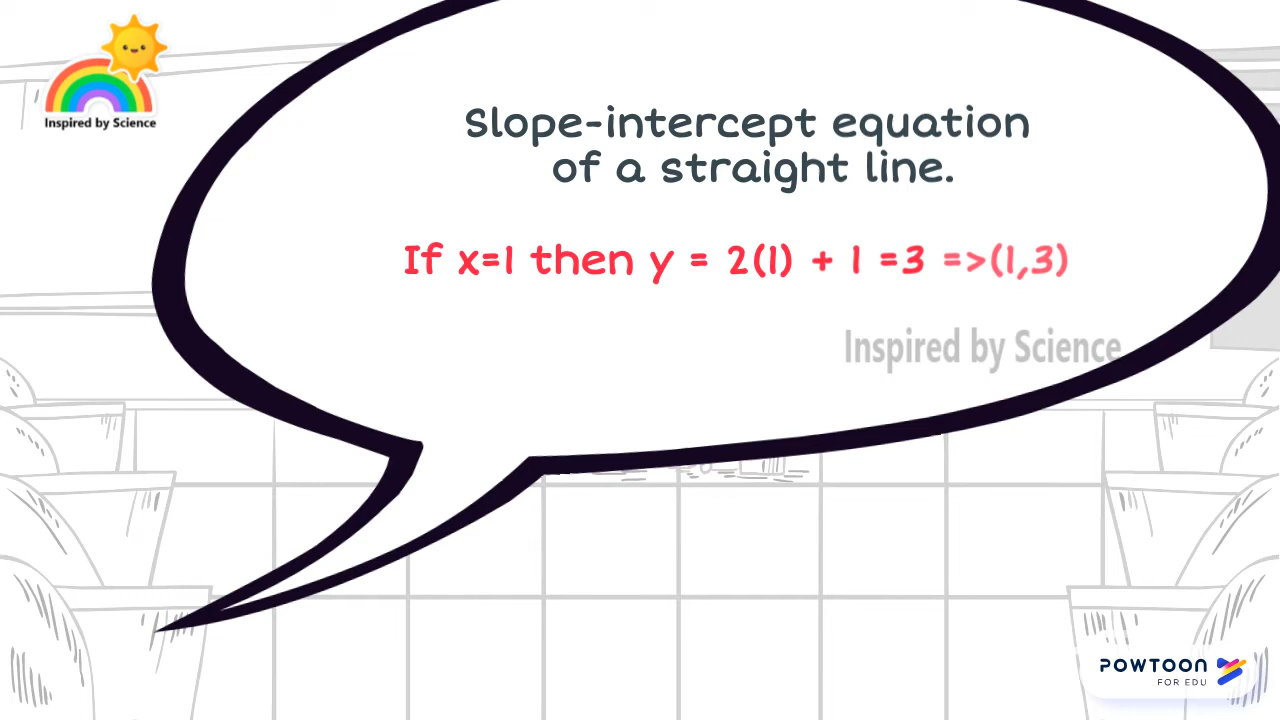 Inspired by Science
Slope-intercept equation
of a straight line.
If x=1 then y = 2(1) + 1 =3 =>(1,3)
Inspired by Science
POWTOON
FOR EDU